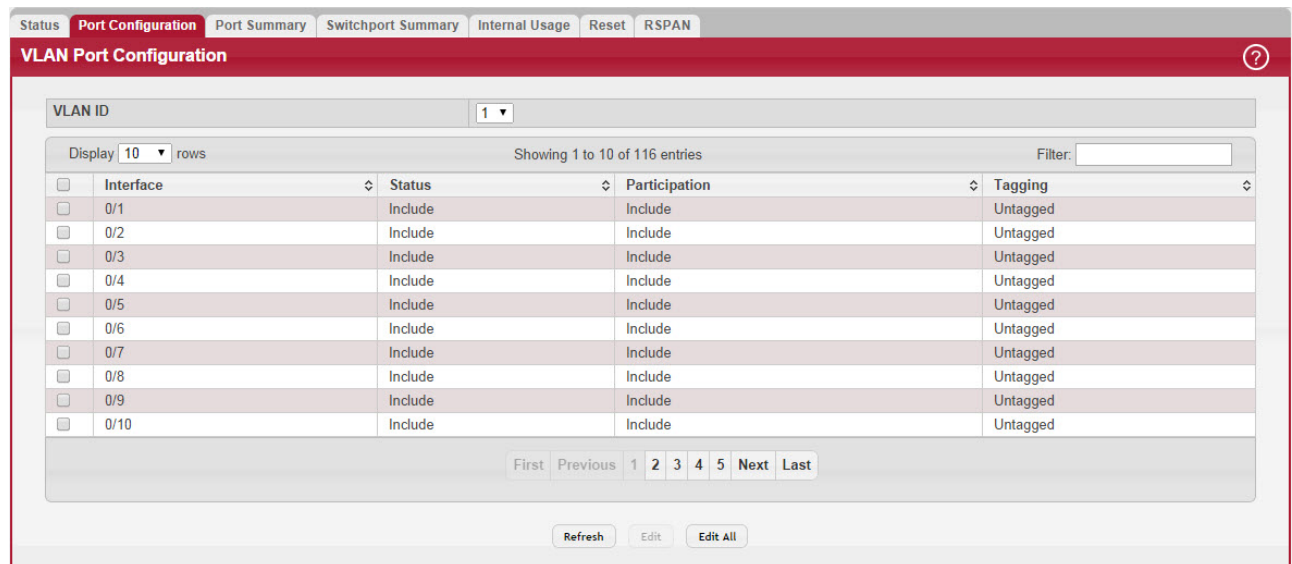 Status Port Configuration Port Summary Switchport Summary Internal Usage Reset RSPAN
VLAN Port Configuration ?
VLAN ID 1
Display 10 rows Showing 1 to 10 of 116 entries Filter:
Interface Status Participation Tagging
0/1 Include Include Untagged
0/2 Include Include Untagged
0/3 Include Include Untagged
0/4 Include Include Untagged
0/5 Include Include Untagged
0/6 Include Include Untagged
0/7 Include Include Untagged
0/8 Include Include Untagged
0/9 Include Include Untagged
0/10 Include Include Untagged
First Previous 1 2 3 4 5 Next Last
Refresh Edit Edit All